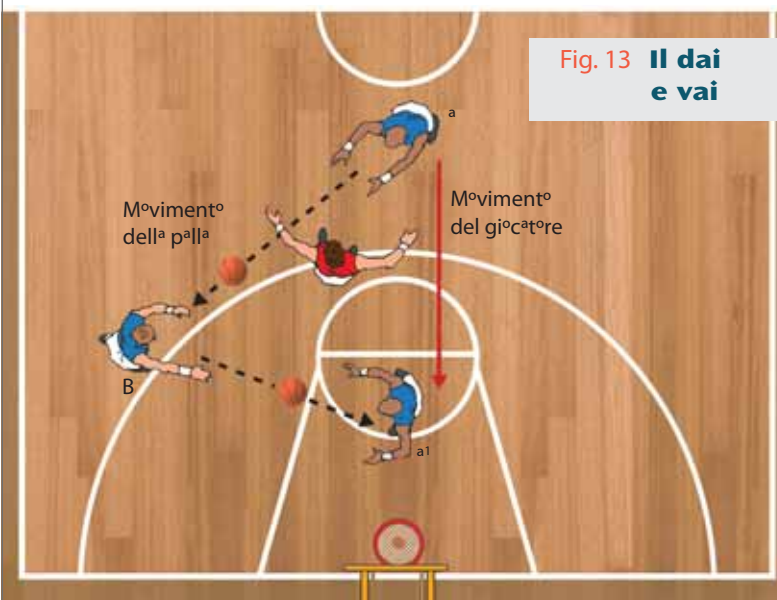 Fig. 13 Il dai
e vai
a
Mºvimentº
dellª pªllª
Mºvimentº
del giºcªtºre
B
a1